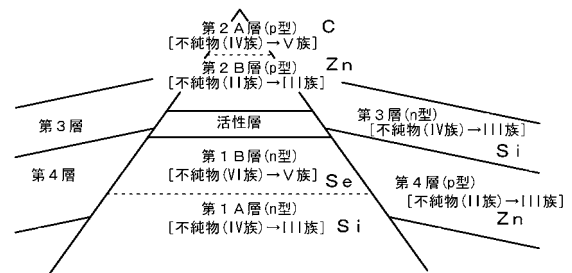 第2A層(p型) C
[不純物(IV族)→V族]
第2B層(p型) Zn
[不純物(II族)→III族]
第3層
活性層
第3層(n型)
[不純物(IV族)→III族]
Si
第4層
第1B層(n型)
[不純物(VI族)→V族] Se
第4層(p型)
[不純物(II族)→III族]
Zn
第1A層(n型)
[不純物(IV族)→III族] Si